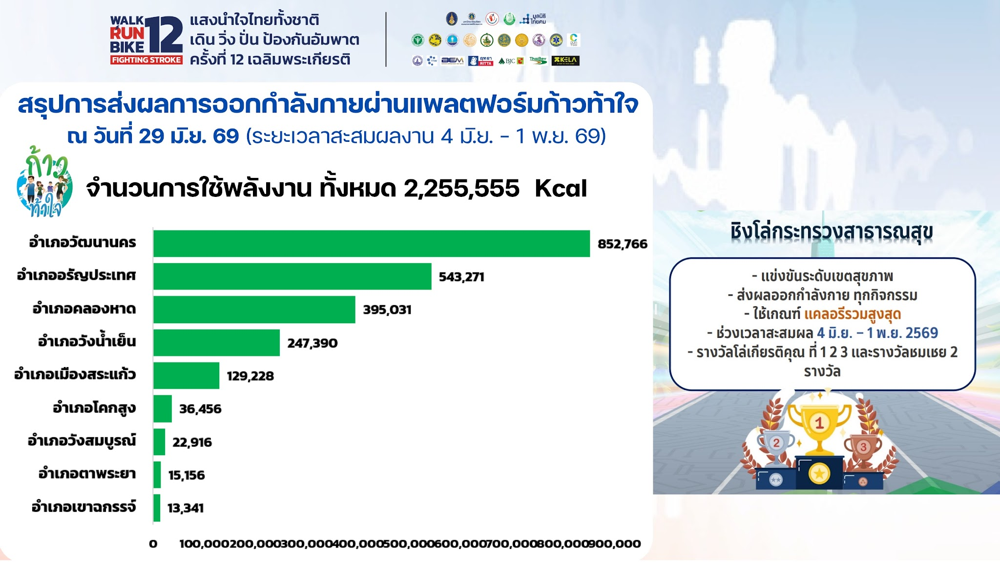 WALK
RUN
BIKE
12
FIGHTING STROKE
แสงนำใจไทยทั้งชาติ
เดิน วิ่ง ปั่น ป้องกันอัมพาต
ครั้งที่ 12 เฉลิมพระเกียรติ
มูลนิธิ
ไทยคม
TTW
BEM
ฤทธา
RITTA
BJC
ThaiBev
KELA
สรุปการส่งผลการออกกำลังกายผ่านแพลตฟอร์มก้าวท้าใจ
ณ วันที่ 29 มิ.ย. 69 (ระยะเวลาสะสมผลงาน 4 มิ.ย. - 1 พ.ย. 69)
ก้าว
ท้าใจ
จำนวนการใช้พลังงาน ทั้งหมด 2,255,555 Kcal
อำเภอวัฒนานคร 852,766
อำเภออรัญประเทศ 543,271
อำเภอคลองหาด 395,031
อำเภอวังน้ำเย็น 247,390
อำเภอเมืองสระแก้ว 129,228
อำเภอโคกสูง 36,456
อำเภอวังสมบูรณ์ 22,916
อำเภอตาพระยา 15,156
อำเภอเขาฉกรรจ์ 13,341
0 100,000 200,000 300,000 400,000 500,000 600,000 700,000 800,000 900,000
ชิงโล่กระทรวงสาธารณสุข
- แข่งขันระดับเขตสุขภาพ
- ส่งผลออกกำลังกาย ทุกกิจกรรม
- ใช้เกณฑ์ แคลอรีรวมสูงสุด
- ช่วงเวลาสะสมผล 4 มิ.ย. – 1 พ.ย. 2569
- รางวัลโล่เกียรติคุณ ที่ 1 2 3 และรางวัลชมเชย 2
รางวัล
1
2
3